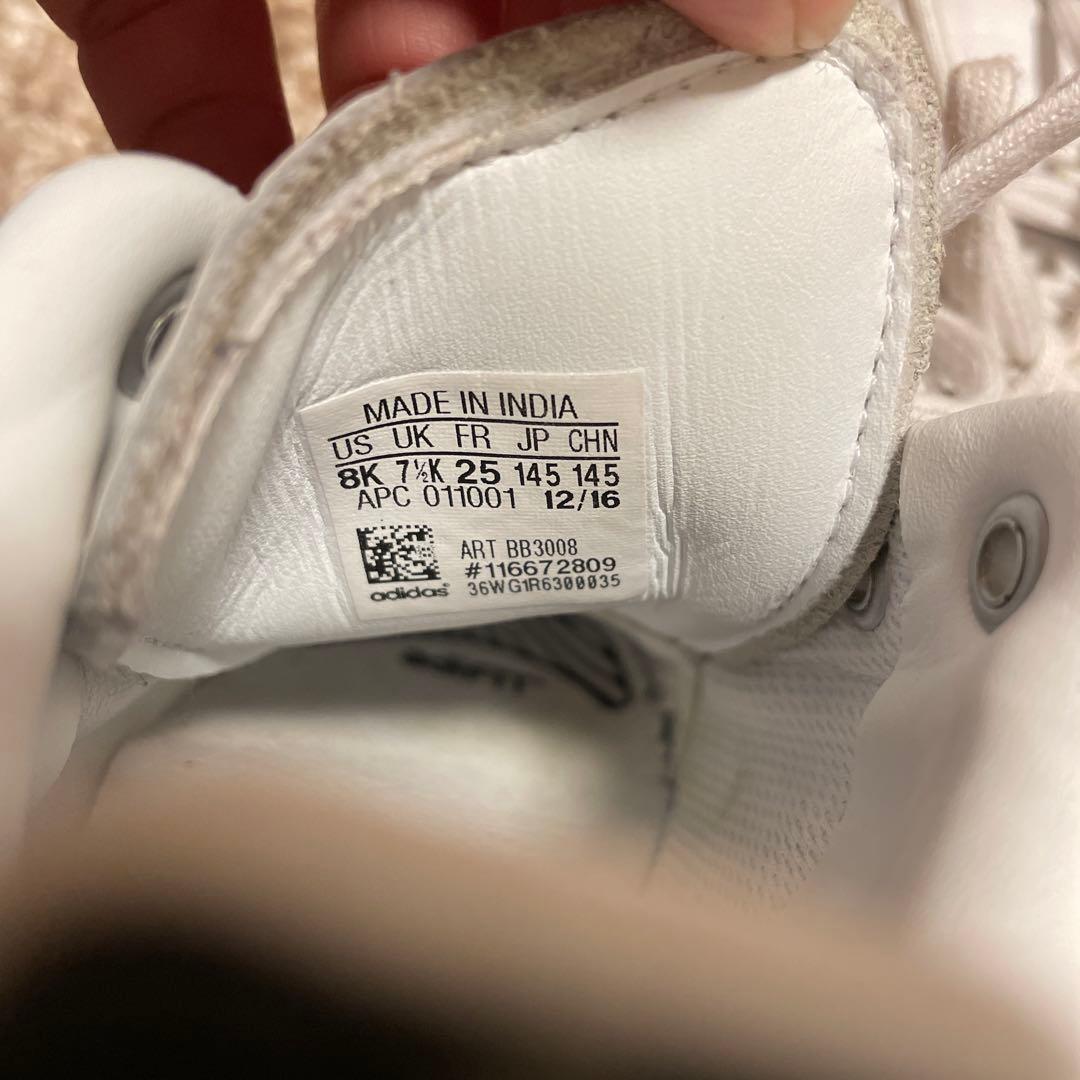 MADE IN INDIA
US UK FR JP CHN
8K 7½K 25 145 145
APC 011001 12/16
ART BB3008
#116672809
adidas
36WG1R6300035